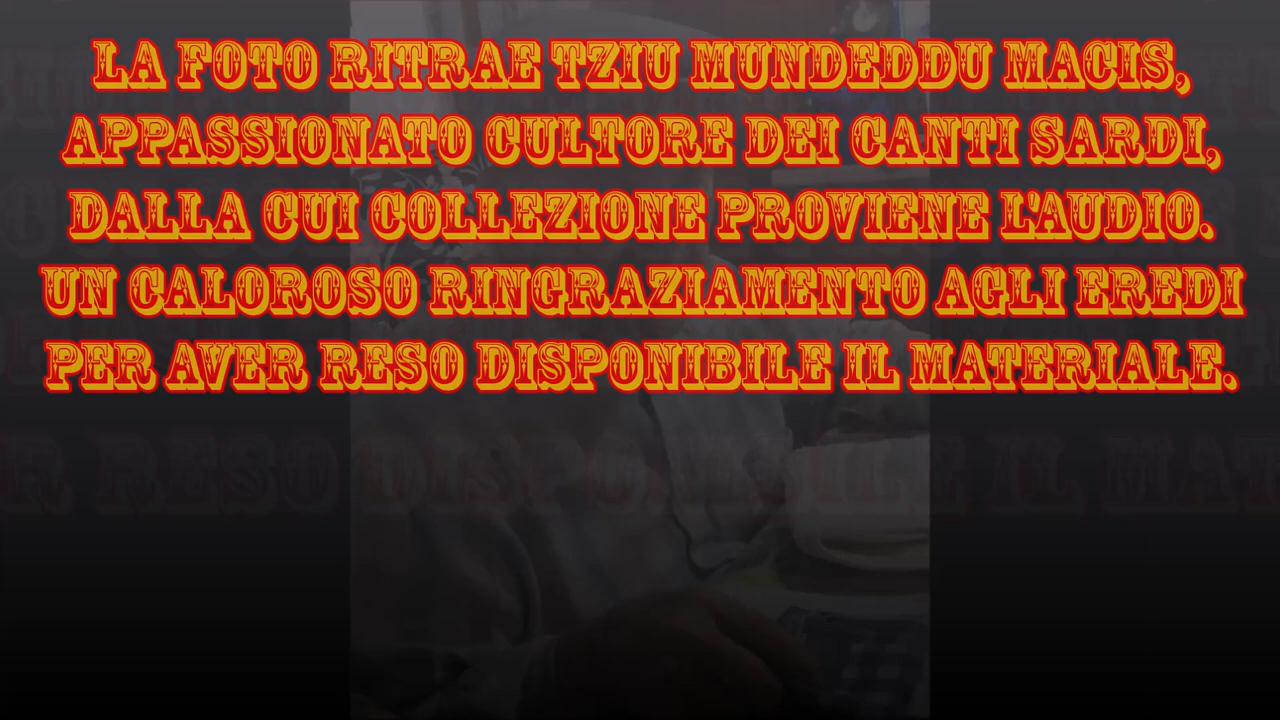 LA FOTO RITRAE TZIU MUNDEDDU MACIS,
APPASSIONATO CULTORE DEI CANTI SARDI,
DALLA CUI COLLEZIONE PROVIENE L'AUDIO.
UN CALOROSO RINGRAZIAMENTO AGLI EREDI
PER AVER RESO DISPONIBILE IL MATERIALE.